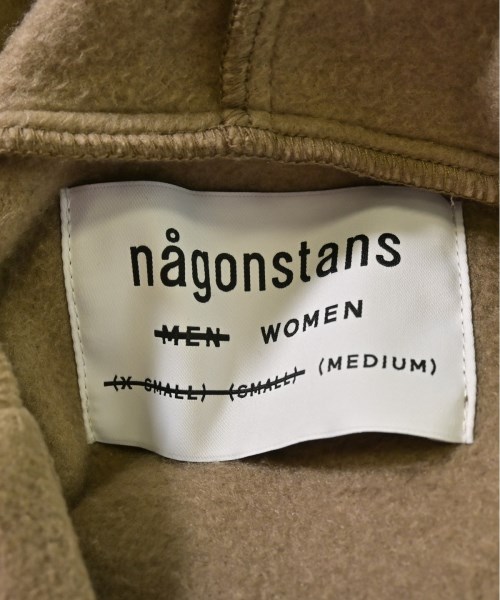 någonstans
MEN WOMEN
(X SMALL) (SMALL) (MEDIUM)